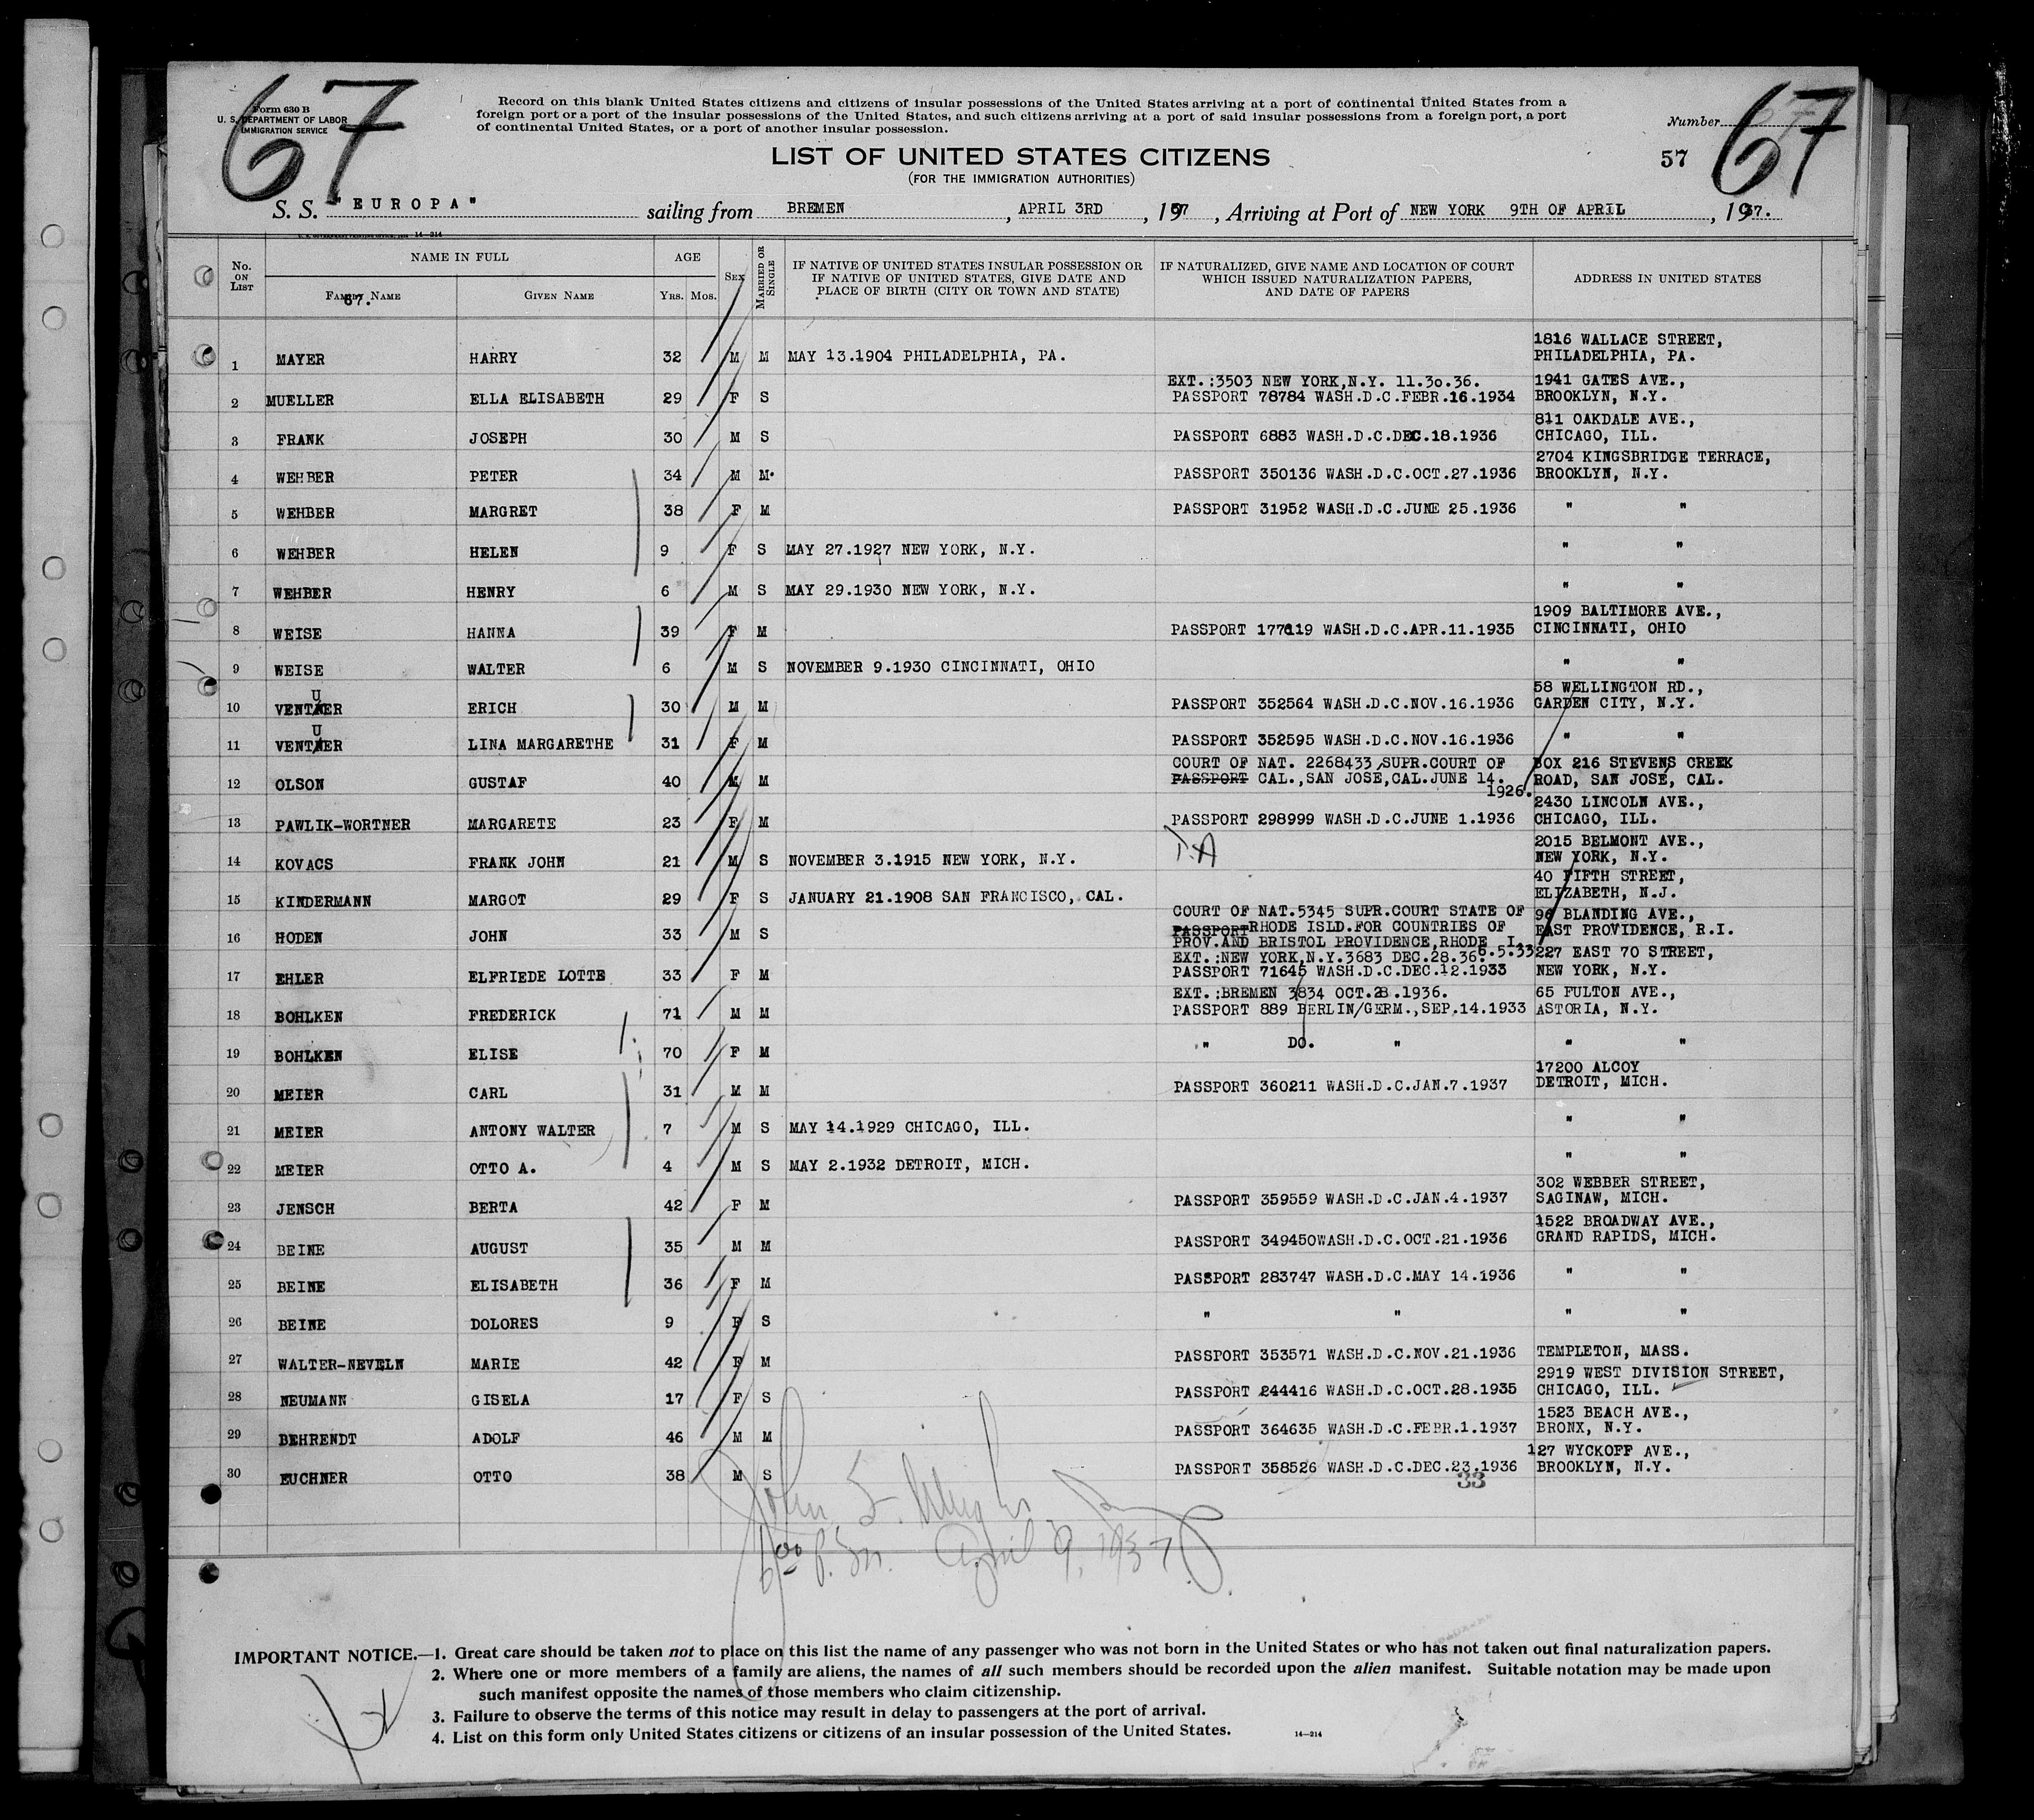 67
67
Form 630 B
U. S. DEPARTMENT OF LABOR
IMMIGRATION SERVICE
Record on this blank United States citizens and citizens of insular possessions of the United States arriving at a port of continental United States from a
foreign port or a port of the insular possessions of the United States, and such citizens arriving at a port of said insular possessions from a foreign port, a port
of continental United States, or a port of another insular possession.
Number
LIST OF UNITED STATES CITIZENS
57
(FOR THE IMMIGRATION AUTHORITIES)
S. S. "EUROPA" sailing from BREMEN, APRIL 3RD, 1937, Arriving at Port of NEW YORK 9TH OF APRIL, 1937.
No. ON LIST NAME IN FULL AGE SEX MARRIED OR SINGLE IF NATIVE OF UNITED STATES INSULAR POSSESSION OR IF NATIVE OF UNITED STATES, GIVE DATE AND PLACE OF BIRTH (CITY OR TOWN AND STATE) IF NATURALIZED, GIVE NAME AND LOCATION OF COURT WHICH ISSUED NATURALIZATION PAPERS, AND DATE OF PAPERS ADDRESS IN UNITED STATES
FAMILY NAME GIVEN NAME YRS. MOS.
67.
1 MAYER HARRY 32 M M MAY 13.1904 PHILADELPHIA, PA. 1816 WALLACE STREET, PHILADELPHIA, PA.
2 MUELLER ELLA ELISABETH 29 F S EXT.:3503 NEW YORK,N.Y. 11.30.36. PASSPORT 78784 WASH.D.C.FEBR.16.1934 1941 GATES AVE., BROOKLYN, N.Y.
3 FRANK JOSEPH 30 M S PASSPORT 6883 WASH.D.C.DEC.18.1936 811 OAKDALE AVE., CHICAGO, ILL.
4 WEHBER PETER 34 M M PASSPORT 350136 WASH.D.C.OCT.27.1936 2704 KINGSBRIDGE TERRACE, BROOKLYN, N.Y.
5 WEHBER MARGRET 38 F M PASSPORT 31952 WASH.D.C.JUNE 25.1936 " "
6 WEHBER HELEN 9 F S MAY 27.1927 NEW YORK, N.Y. " "
7 WEHBER HENRY 6 M S MAY 29.1930 NEW YORK, N.Y. " "
8 WEISE HANNA 39 F M PASSPORT 177119 WASH.D.C.APR.11.1935 1909 BALTIMORE AVE., CINCINNATI, OHIO
9 WEISE WALTER 6 M S NOVEMBER 9.1930 CINCINNATI, OHIO " "
10 VENTUER ERICH 30 M M PASSPORT 352564 WASH.D.C.NOV.16.1936 58 WELLINGTON RD., GARDEN CITY, N.Y.
11 VENTUER LINA MARGARETHE 31 F M PASSPORT 352595 WASH.D.C.NOV.16.1936 " "
12 OLSON GUSTAF 40 M M COURT OF NAT. 2268433 SUPR.COURT OF PASSPORT CAL.,SAN JOSE,CAL.JUNE 14. 1926. BOX 216 STEVENS CREEK ROAD, SAN JOSE, CAL.
13 PAWLIK-WORTNER MARGARETE 23 F M PASSPORT 298999 WASH.D.C.JUNE 1.1936 2430 LINCOLN AVE., CHICAGO, ILL.
14 KOVACS FRANK JOHN 21 M S NOVEMBER 3.1915 NEW YORK, N.Y. 2015 BELMONT AVE., NEW YORK, N.Y.
15 KINDERMANN MARGOT 29 F S JANUARY 21.1908 SAN FRANCISCO, CAL. 40 FIFTH STREET, ELIZABETH, N.J.
16 HODEN JOHN 33 M S COURT OF NAT.5345 SUPR.COURT STATE OF PASSPORT RHODE ISLD.FOR COUNTRIES OF PROV.AND BRISTOL PROVIDENCE,RHODE I. 6.5.33 96 BLANDING AVE., EAST PROVIDENCE, R.I.
17 EHLER ELFRIEDE LOTTE 33 F M EXT.:NEW YORK,N.Y.3683 DEC.28.36 PASSPORT 71645 WASH.D.C.DEC.12.1933 227 EAST 70 STREET, NEW YORK, N.Y.
18 BOHLKEN FREDERICK 71 M M EXT.:BREMEN 3834 OCT.28.1936. PASSPORT 889 BERLIN/GERM.,SEP.14.1933 65 FULTON AVE., ASTORIA, N.Y.
19 BOHLKEN ELISE 70 F M " DO. " " "
20 MEIER CARL 31 M M PASSPORT 360211 WASH.D.C.JAN.7.1937 17200 ALCOY DETROIT, MICH.
21 MEIER ANTONY WALTER 7 M S MAY 14.1929 CHICAGO, ILL. " "
22 MEIER OTTO A. 4 M S MAY 2.1932 DETROIT, MICH. " "
23 JENSCH BERTA 42 F M PASSPORT 359559 WASH.D.C.JAN.4.1937 302 WEBBER STREET, SAGINAW, MICH.
24 BEINE AUGUST 35 M M PASSPORT 349450WASH.D.C.OCT.21.1936 1522 BROADWAY AVE., GRAND RAPIDS, MICH.
25 BEINE ELISABETH 36 F M PASSPORT 283747 WASH.D.C.MAY 14.1936 " "
26 BEINE DOLORES 9 F S " " " "
27 WALTER-NEVELN MARIE 42 F M PASSPORT 353571 WASH.D.C.NOV.21.1936 TEMPLETON, MASS.
28 NEUMANN GISELA 17 F S PASSPORT 244416 WASH.D.C.OCT.28.1935 2919 WEST DIVISION STREET, CHICAGO, ILL.
29 BEHRENDT ADOLF 46 M M PASSPORT 364635 WASH.D.C.FEBR.1.1937 1523 BEACH AVE., BRONX, N.Y.
30 EUCHNER OTTO 38 M S PASSPORT 358526 WASH.D.C.DEC.23.1936 127 WYCKOFF AVE., BROOKLYN, N.Y.
33
John
6 00 P.M. April 9, 1937
IMPORTANT NOTICE.—1. Great care should be taken not to place on this list the name of any passenger who was not born in the United States or who has not taken out final naturalization papers.
2. Where one or more members of a family are aliens, the names of all such members should be recorded upon the alien manifest. Suitable notation may be made upon
such manifest opposite the names of those members who claim citizenship.
3. Failure to observe the terms of this notice may result in delay to passengers at the port of arrival.
4. List on this form only United States citizens or citizens of an insular possession of the United States.
14—214